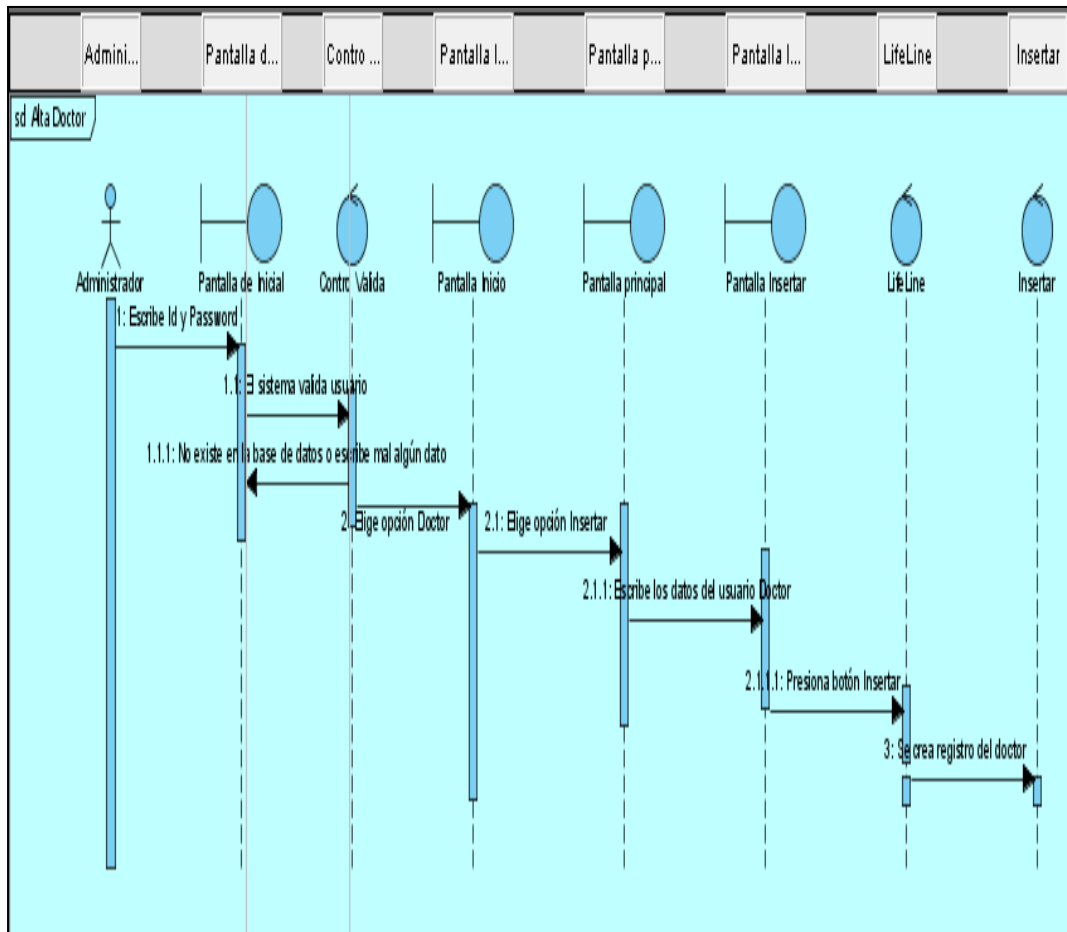 Admini...
Pantalla d...
Contro ...
Pantalla I...
Pantalla p...
Pantalla I...
LifeLine
Insertar
sd Alta Doctor
Administrador
Pantalla de Inicial
Control Valida
Pantalla Inicio
Pantalla principal
Pantalla Insertar
LifeLine
Insertar
1: Escribe Id y Password
1.1: El sistema valida usuario
1.1.1: No existe en la base de datos o escribe mal algún dato
2: Elige opción Doctor
2.1: Elige opción Insertar
2.1.1: Escribe los datos del usuario Doctor
2.1.1.1: Presiona botón Insertar
3: Se crea registro del doctor